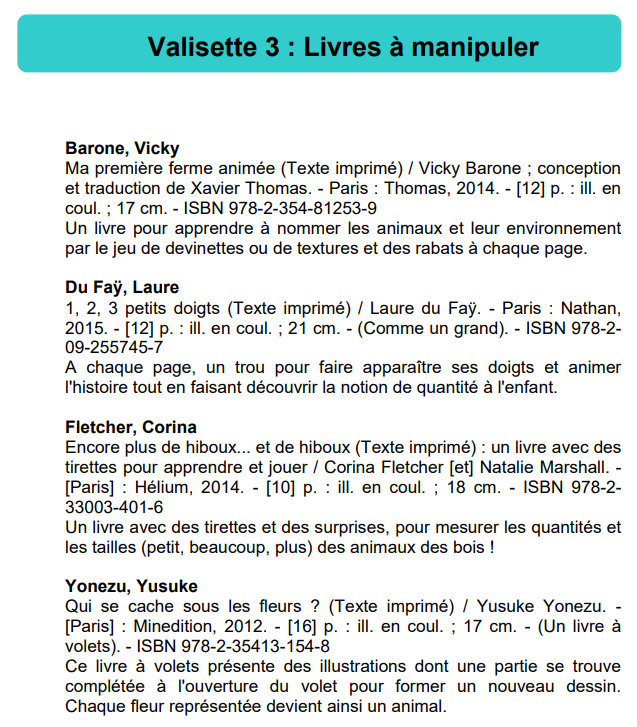 Valisette 3 : Livres à manipuler
Barone, Vicky
Ma première ferme animée (Texte imprimé) / Vicky Barone ; conception
et traduction de Xavier Thomas. - Paris : Thomas, 2014. - [12] p. : ill. en
coul. ; 17 cm. - ISBN 978-2-354-81253-9
Un livre pour apprendre à nommer les animaux et leur environnement
par le jeu de devinettes ou de textures et des rabats à chaque page.
Du Faÿ, Laure
1, 2, 3 petits doigts (Texte imprimé) / Laure du Faÿ. - Paris : Nathan,
2015. - [12] p. : ill. en coul. ; 21 cm. - (Comme un grand). - ISBN 978-2-
09-255745-7
A chaque page, un trou pour faire apparaître ses doigts et animer
l'histoire tout en faisant découvrir la notion de quantité à l'enfant.
Fletcher, Corina
Encore plus de hiboux... et de hiboux (Texte imprimé) : un livre avec des
tirettes pour apprendre et jouer / Corina Fletcher [et] Natalie Marshall. -
[Paris] : Hélium, 2014. - [10] p. : ill. en coul. ; 18 cm. - ISBN 978-2-
33003-401-6
Un livre avec des tirettes et des surprises, pour mesurer les quantités et
les tailles (petit, beaucoup, plus) des animaux des bois !
Yonezu, Yusuke
Qui se cache sous les fleurs ? (Texte imprimé) / Yusuke Yonezu. -
[Paris] : Minedition, 2012. - [16] p. : ill. en coul. ; 17 cm. - (Un livre à
volets). - ISBN 978-2-35413-154-8
Ce livre à volets présente des illustrations dont une partie se trouve
complétée à l'ouverture du volet pour former un nouveau dessin.
Chaque fleur représentée devient ainsi un animal.